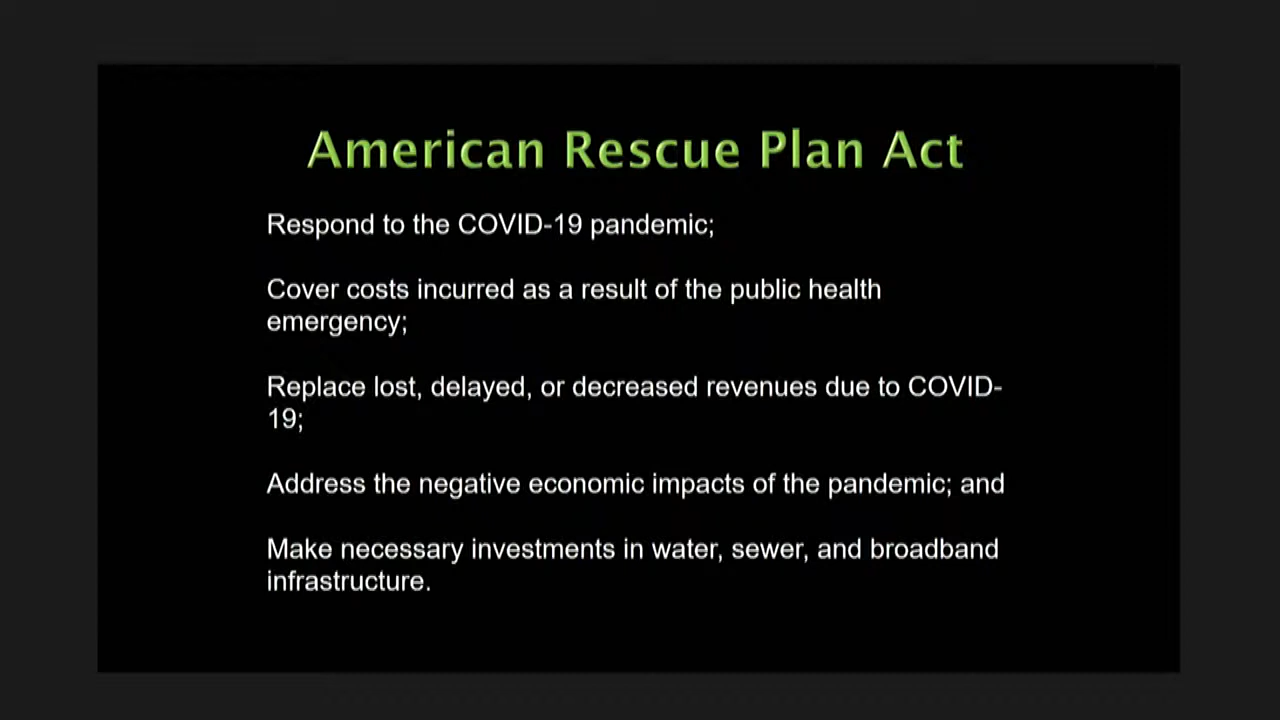 American Rescue Plan Act
Respond to the COVID-19 pandemic;
Cover costs incurred as a result of the public health
emergency;
Replace lost, delayed, or decreased revenues due to COVID-
19;
Address the negative economic impacts of the pandemic; and
Make necessary investments in water, sewer, and broadband
infrastructure.